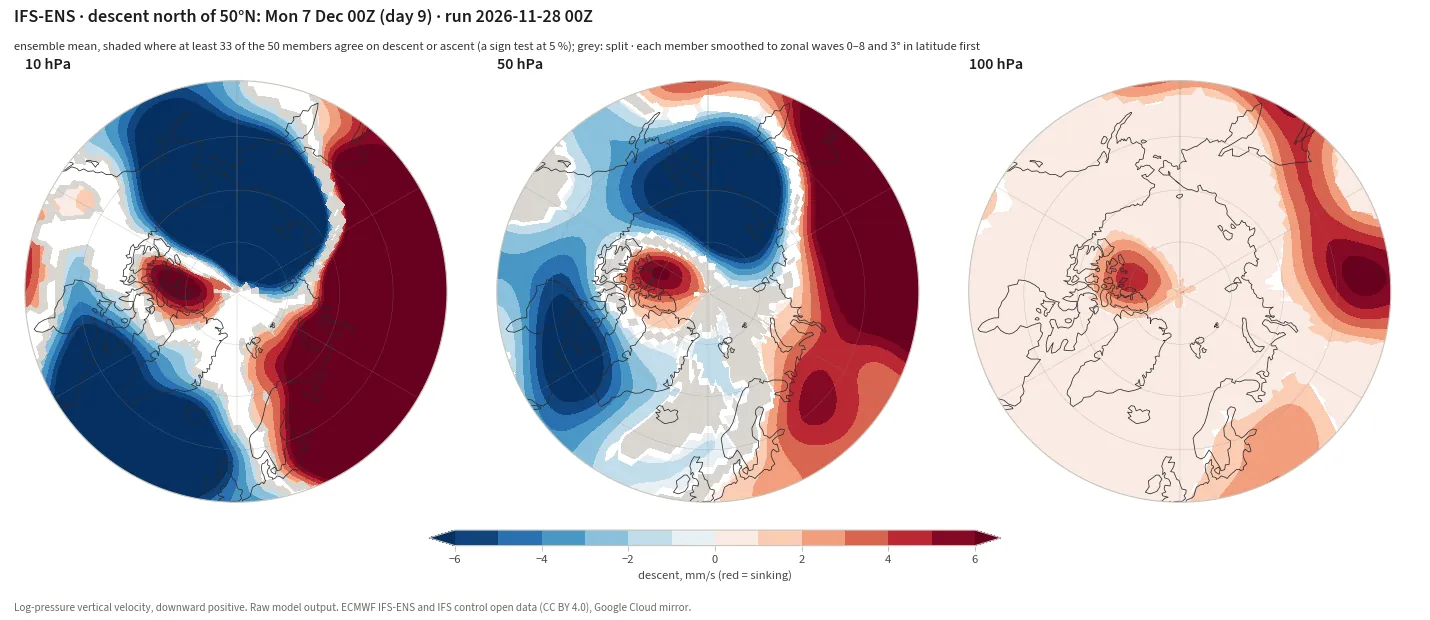 IFS-ENS · descent north of 50°N: Mon 7 Dec 00Z (day 9) · run 2026-11-28 00Z
ensemble mean, shaded where at least 33 of the 50 members agree on descent or ascent (a sign test at 5 %); grey: split · each member smoothed to zonal waves 0–8 and 3° in latitude first
10 hPa
50 hPa
100 hPa
−6 −4 −2 0 2 4 6
descent, mm/s (red = sinking)
Log-pressure vertical velocity, downward positive. Raw model output. ECMWF IFS-ENS and IFS control open data (CC BY 4.0), Google Cloud mirror.